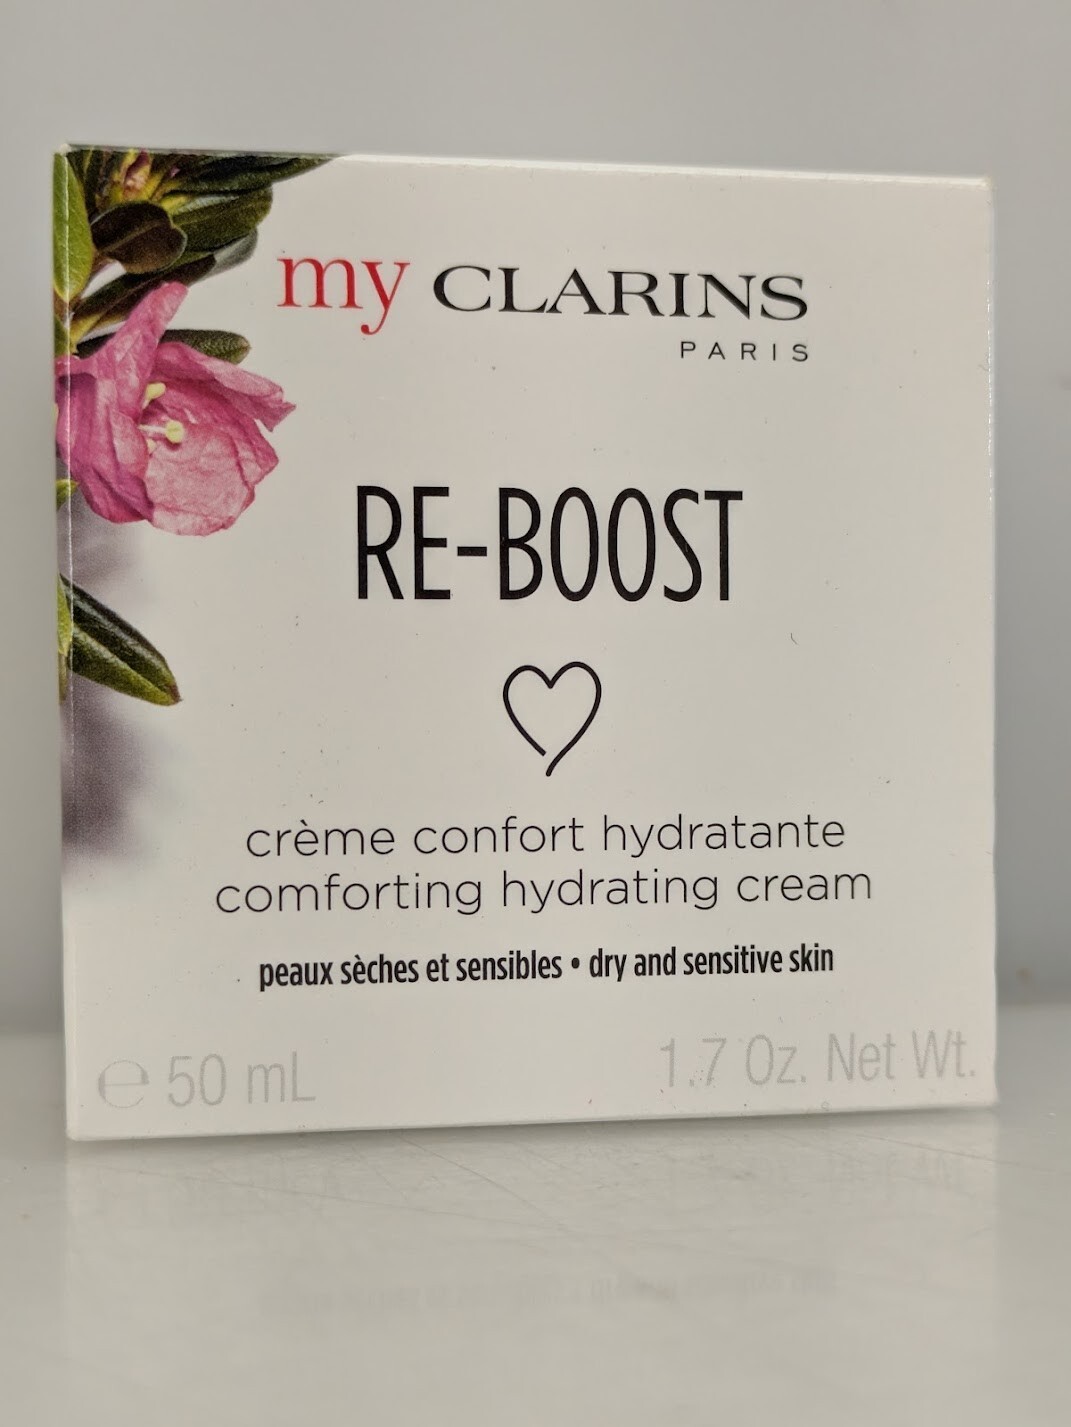 my CLARINS
PARIS
RE-BOOST
crème confort hydratante
comforting hydrating cream
peaux sèches et sensibles • dry and sensitive skin
℮ 50 mL 1.7 Oz. Net Wt.